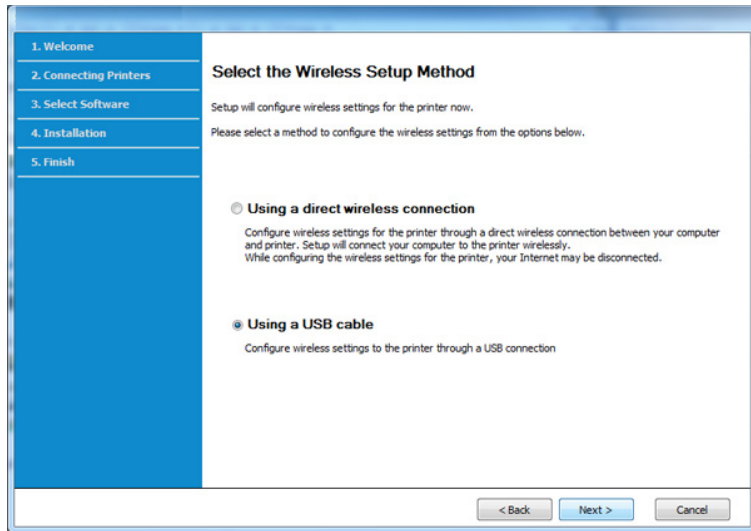 1. Welcome
2. Connecting Printers
3. Select Software
4. Installation
5. Finish
Select the Wireless Setup Method
Setup will configure wireless settings for the printer now.
Please select a method to configure the wireless settings from the options below.
Using a direct wireless connection
Configure wireless settings for the printer through a direct wireless connection between your computer
and printer. Setup will connect your computer to the printer wirelessly.
While configuring the wireless settings for the printer, your Internet may be disconnected.
Using a USB cable
Configure wireless settings to the printer through a USB connection
< Back
Next >
Cancel